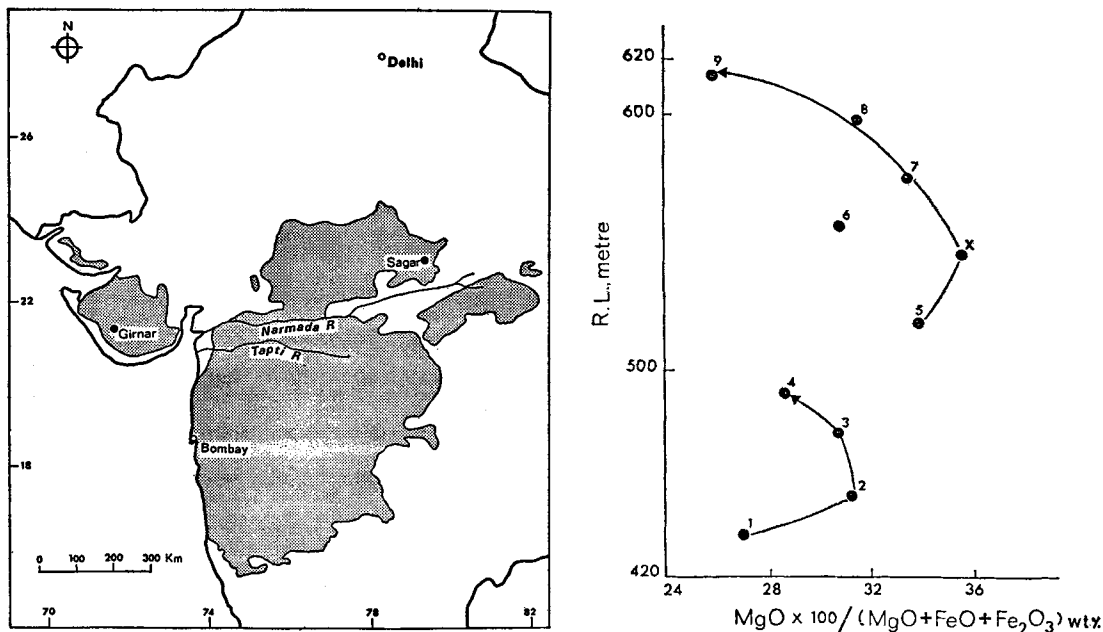 N
Delhi
26
Sagar
22
Girnar
Narmada R
Tapti R
Bombay
18
0 100 200 300 Km
70 74 78 82
R.L., metre
620
600
500
420
9
8
7
6
X
5
4
3
2
1
24 28 32 36
MgO x 100/(MgO+FeO+Fe₂O₃) wt%